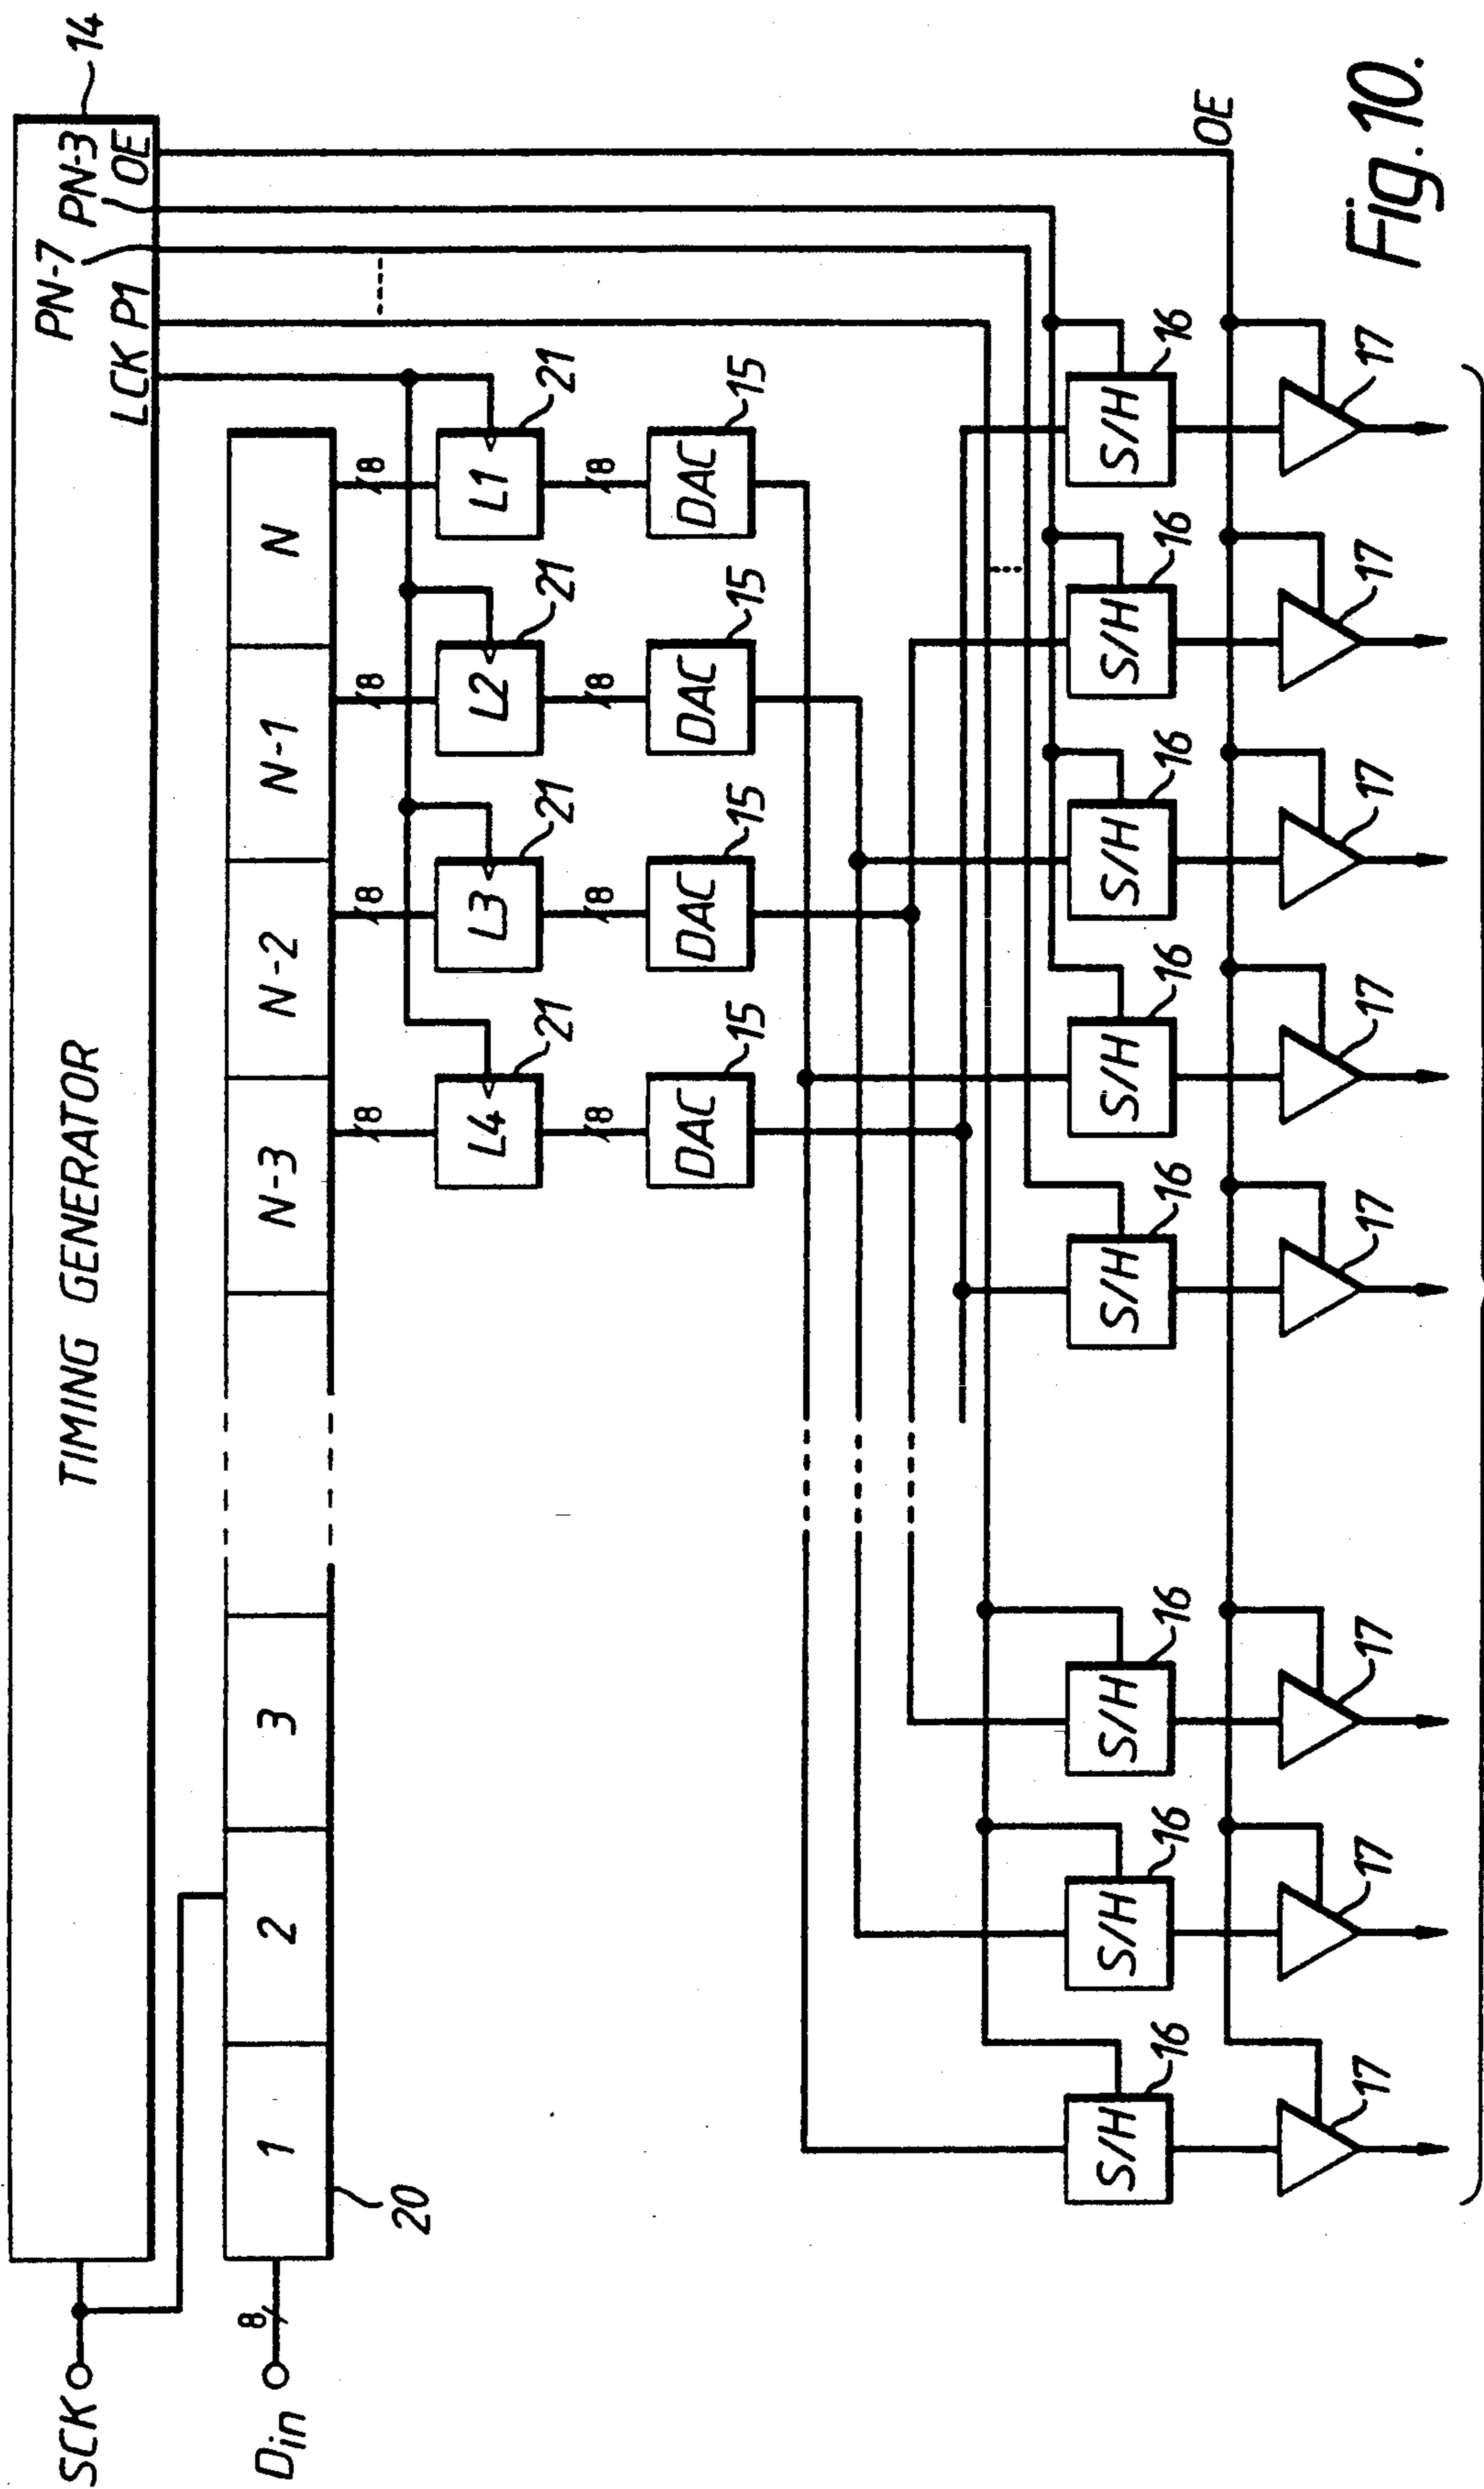 TIMING GENERATOR
14
PN-7
PN-3
LCK
P1
OE
SCK
Din
8
1
2
3
N-3
N-2
N-1
N
20
8
8
8
8
L4
L3
L2
L1
21
21
21
21
8
8
8
8
DAC
DAC
DAC
DAC
15
15
15
15
S/H
S/H
S/H
S/H
S/H
S/H
S/H
S/H
16
16
16
16
16
16
16
16
OE
17
17
17
17
17
17
17
17
Fig. 10.